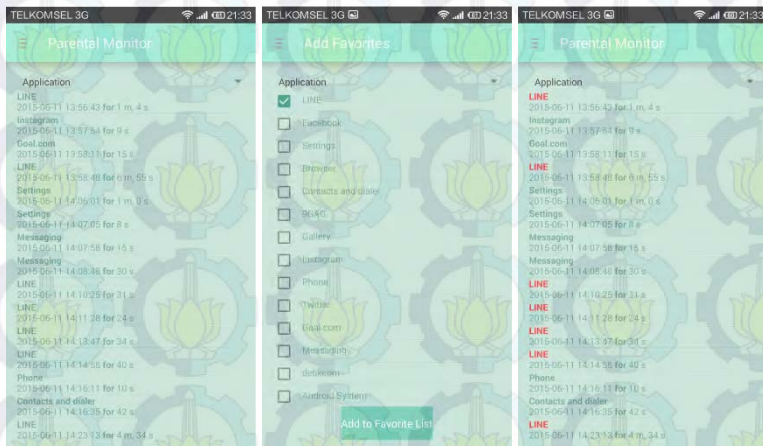 TELKOMSEL 3G 21:33
Parental Monitor
Application
LINE
2015-06-11 13:56:43 for 1 m, 4 s
Instagram
2015-06-11 13:57:54 for 9 s
Goal.com
2015-06-11 13:58:11 for 15 s
LINE
2015-06-11 13:58:48 for 6 m, 55 s
Settings
2015-06-11 14:06:01 for 1 m, 0 s
Settings
2015-06-11 14:07:05 for 8 s
Messaging
2015-06-11 14:07:58 for 15 s
Messaging
2015-06-11 14:08:46 for 30 s
LINE
2015-06-11 14:10:25 for 31 s
LINE
2015-06-11 14:11:28 for 24 s
LINE
2015-06-11 14:13:47 for 34 s
LINE
2015-06-11 14:14:56 for 40 s
Phone
2015-06-11 14:16:11 for 10 s
Contacts and dialer
2015-06-11 14:16:35 for 42 s
LINE
2015-06-11 14:23:13 for 4 m, 34 s
TELKOMSEL 3G 21:33
Add Favorites
Application
LINE
Facebook
Settings
Browser
Contacts and dialer
Gallery
Instagram
Phone
Twitter
Goal.com
Messaging
detikcom
Android System
Add to Favorite List
TELKOMSEL 3G 21:33
Parental Monitor
Application
LINE
2015-06-11 13:56:43 for 1 m, 4 s
Instagram
2015-06-11 13:57:54 for 9 s
Goal.com
2015-06-11 13:58:11 for 15 s
LINE
2015-06-11 13:58:48 for 6 m, 55 s
Settings
2015-06-11 14:06:01 for 1 m, 0 s
Settings
2015-06-11 14:07:05 for 8 s
Messaging
2015-06-11 14:07:58 for 15 s
Messaging
2015-06-11 14:08:46 for 30 s
LINE
2015-06-11 14:10:25 for 31 s
LINE
2015-06-11 14:11:28 for 24 s
LINE
2015-06-11 14:13:47 for 34 s
LINE
2015-06-11 14:14:56 for 40 s
Phone
2015-06-11 14:16:11 for 10 s
Contacts and dialer
2015-06-11 14:16:35 for 42 s
LINE
2015-06-11 14:23:13 for 4 m, 34 s